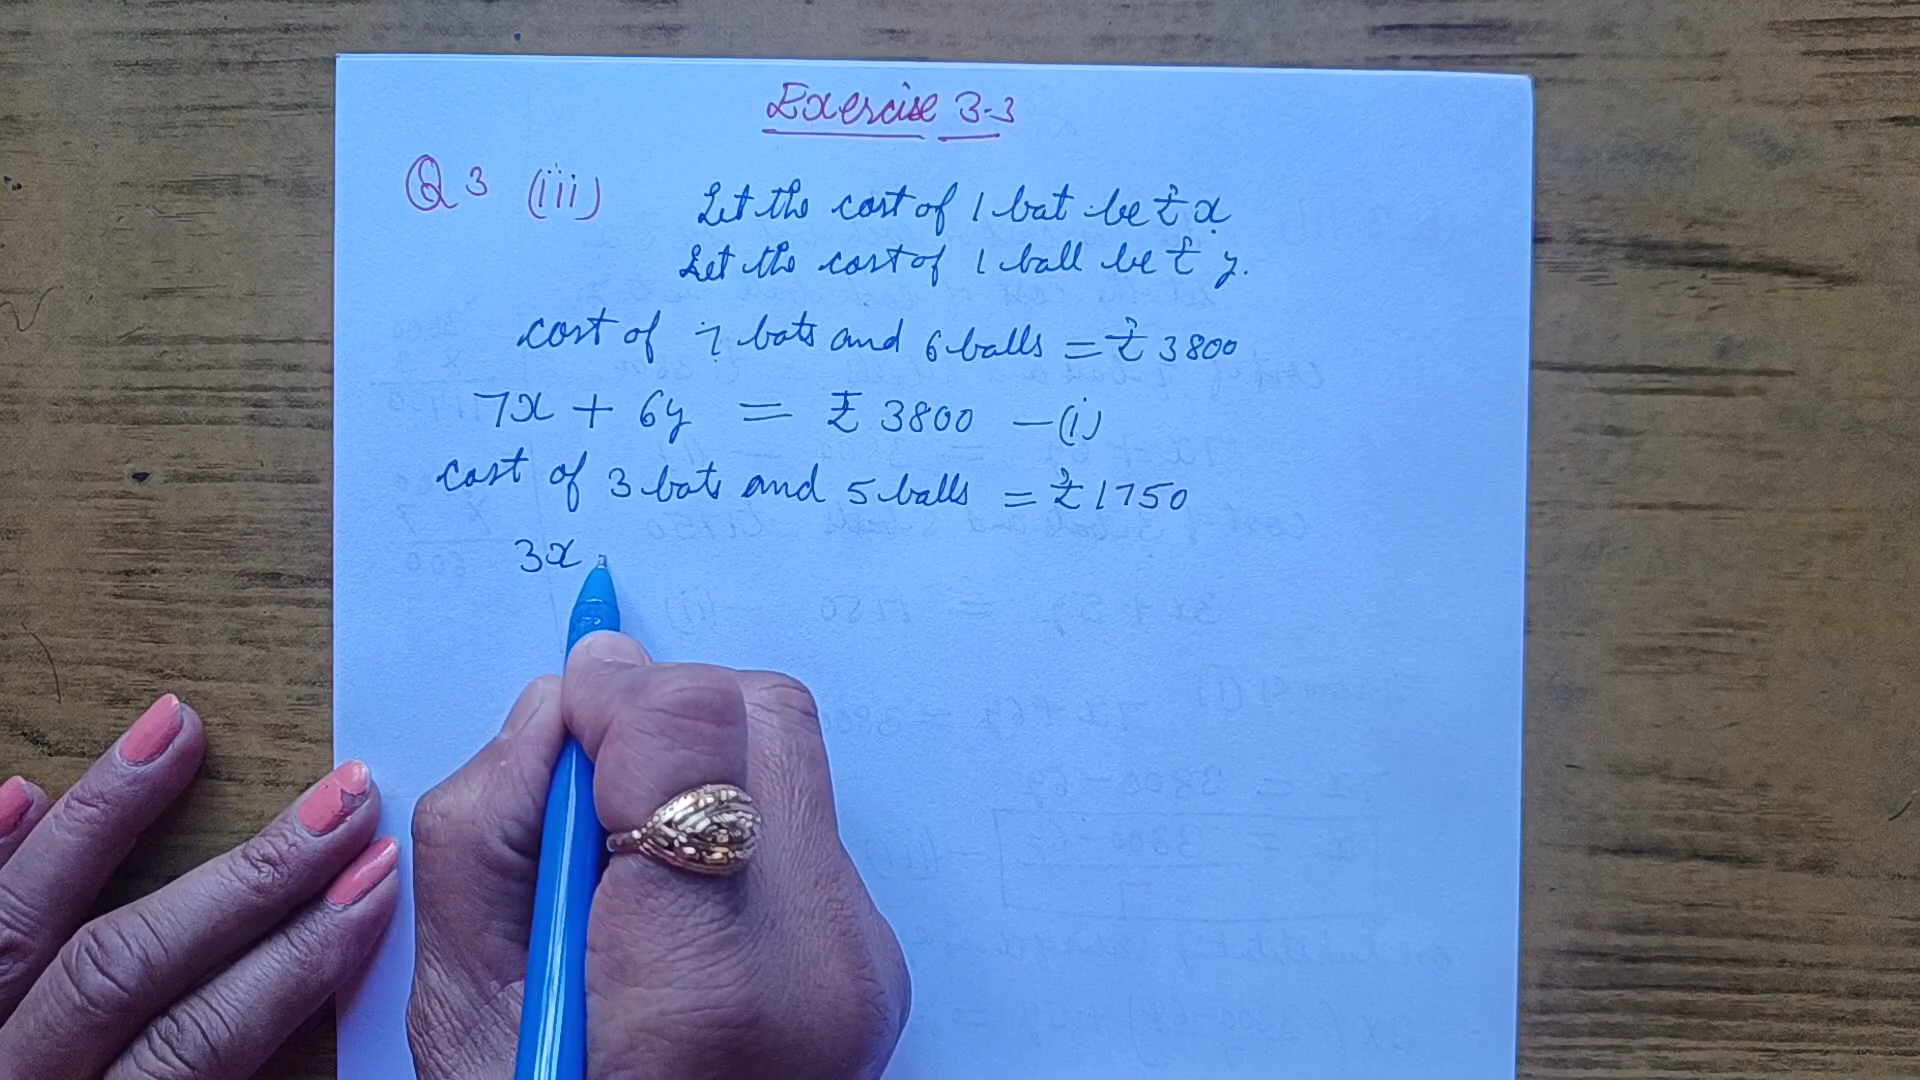 Exercise 3.3
Q3 (iii) Let the cost of 1 bat be ₹ x
Let the cost of 1 ball be ₹ y.
cost of 7 bats and 6 balls = ₹ 3800
7x + 6y = ₹ 3800 —(i)
cost of 3 bats and 5 balls = ₹ 1750
3x